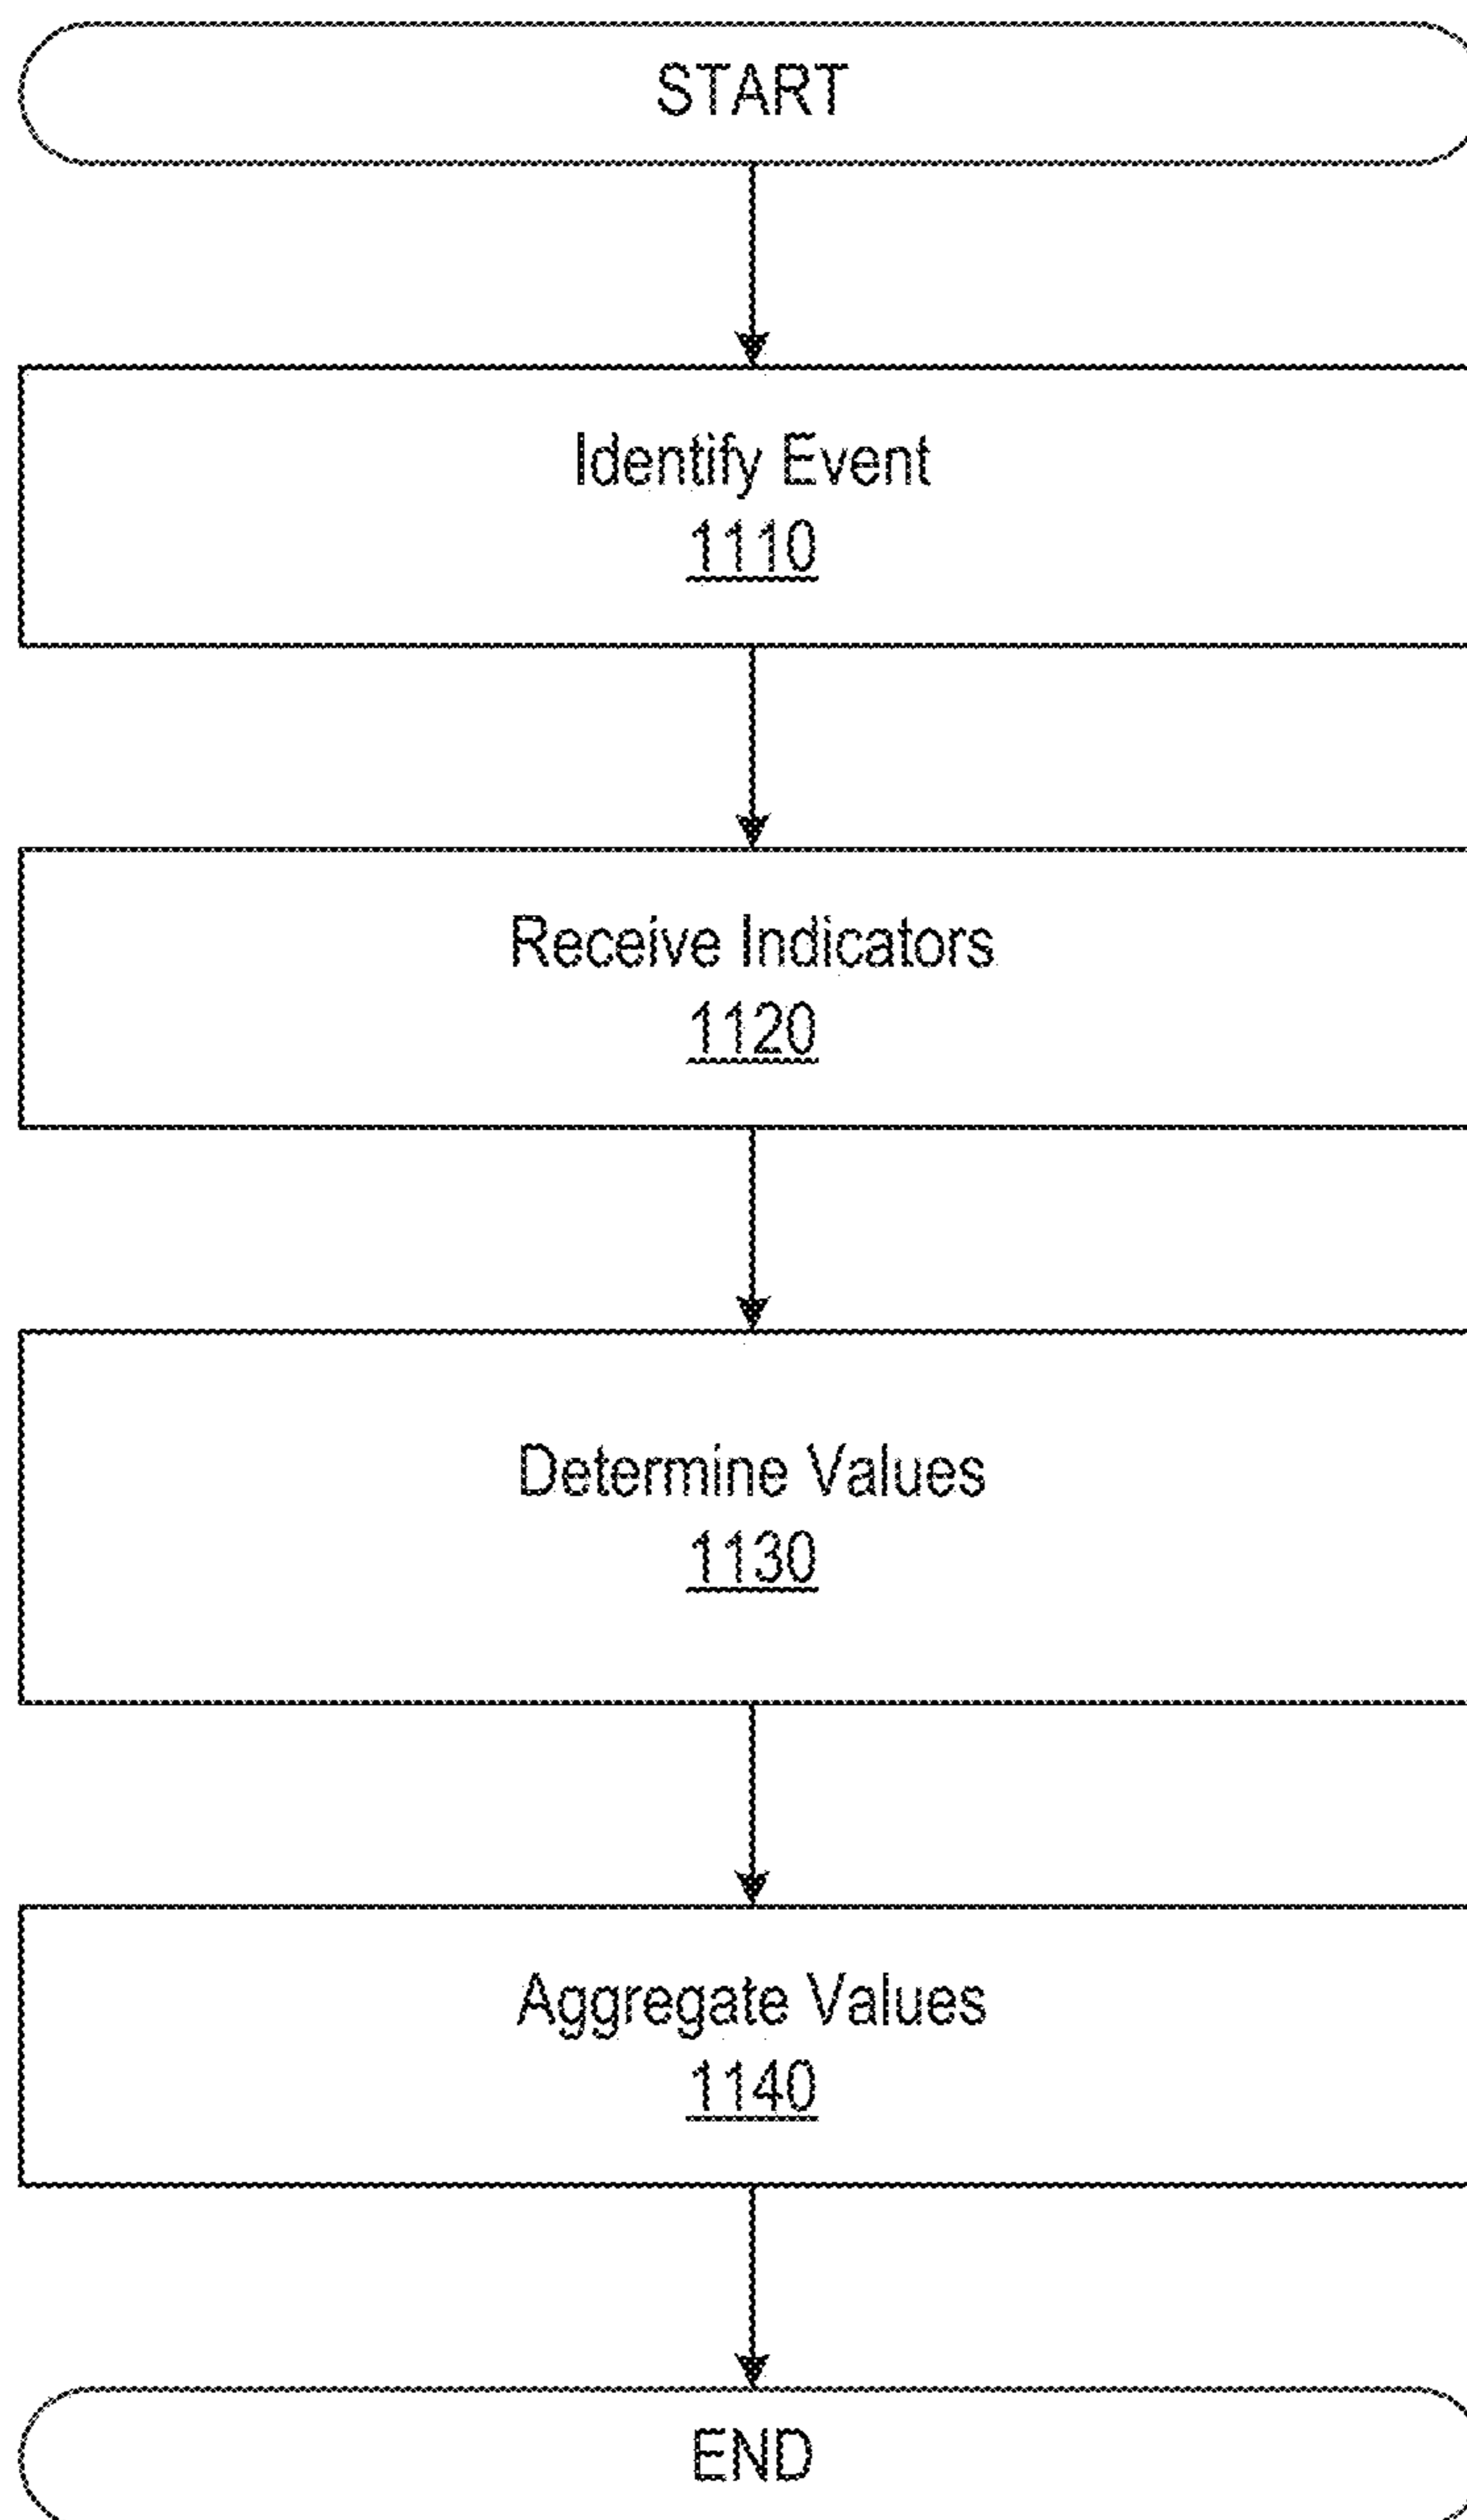 START
Identify Event
1110
Receive Indicators
1120
Determine Values
1130
Aggregate Values
1140
END